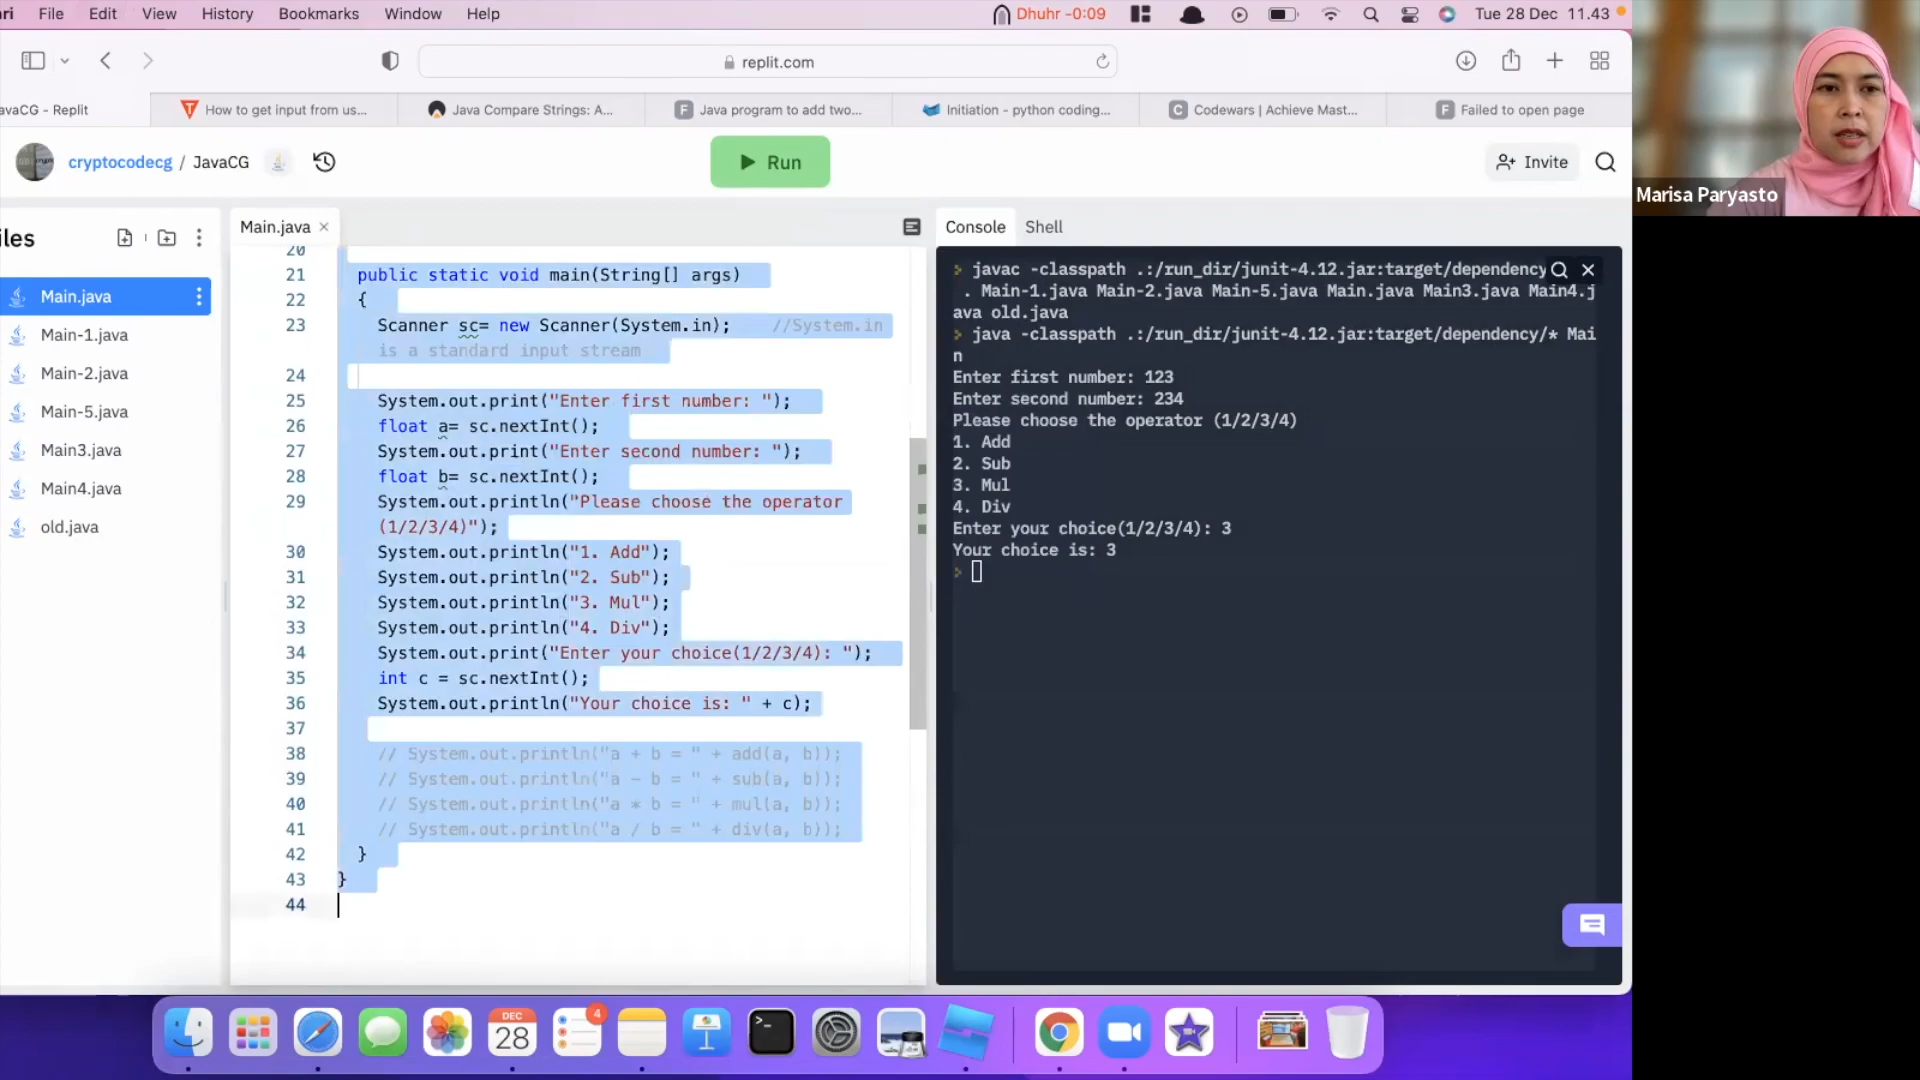 ri File Edit View History Bookmarks Window Help Dhuhr -0:09 Tue 28 Dec 11.43
replit.com
avaCG - Replit How to get input from us... Java Compare Strings: A... Java program to add two... Initiation - python coding... Codewars | Achieve Mast... Failed to open page
cryptocodecg / JavaCG Run Invite
Marisa Paryasto
iles
Main.java
Main-1.java
Main-2.java
Main-5.java
Main3.java
Main4.java
old.java
Main.java
20
21 public static void main(String[] args)
22 {
23 Scanner sc= new Scanner(System.in); //System.in
is a standard input stream
24
25 System.out.print("Enter first number: ");
26 float a= sc.nextInt();
27 System.out.print("Enter second number: ");
28 float b= sc.nextInt();
29 System.out.println("Please choose the operator
(1/2/3/4)");
30 System.out.println("1. Add");
31 System.out.println("2. Sub");
32 System.out.println("3. Mul");
33 System.out.println("4. Div");
34 System.out.print("Enter your choice(1/2/3/4): ");
35 int c = sc.nextInt();
36 System.out.println("Your choice is: " + c);
37
38 // System.out.println("a + b = " + add(a, b));
39 // System.out.println("a - b = " + sub(a, b));
40 // System.out.println("a * b = " + mul(a, b));
41 // System.out.println("a / b = " + div(a, b));
42 }
43 }
44
Console Shell
javac -classpath .:/run_dir/junit-4.12.jar:target/dependency
. Main-1.java Main-2.java Main-5.java Main.java Main3.java Main4.j
ava old.java
java -classpath .:/run_dir/junit-4.12.jar:target/dependency/* Mai
n
Enter first number: 123
Enter second number: 234
Please choose the operator (1/2/3/4)
1. Add
2. Sub
3. Mul
4. Div
Enter your choice(1/2/3/4): 3
Your choice is: 3
DEC
28
4